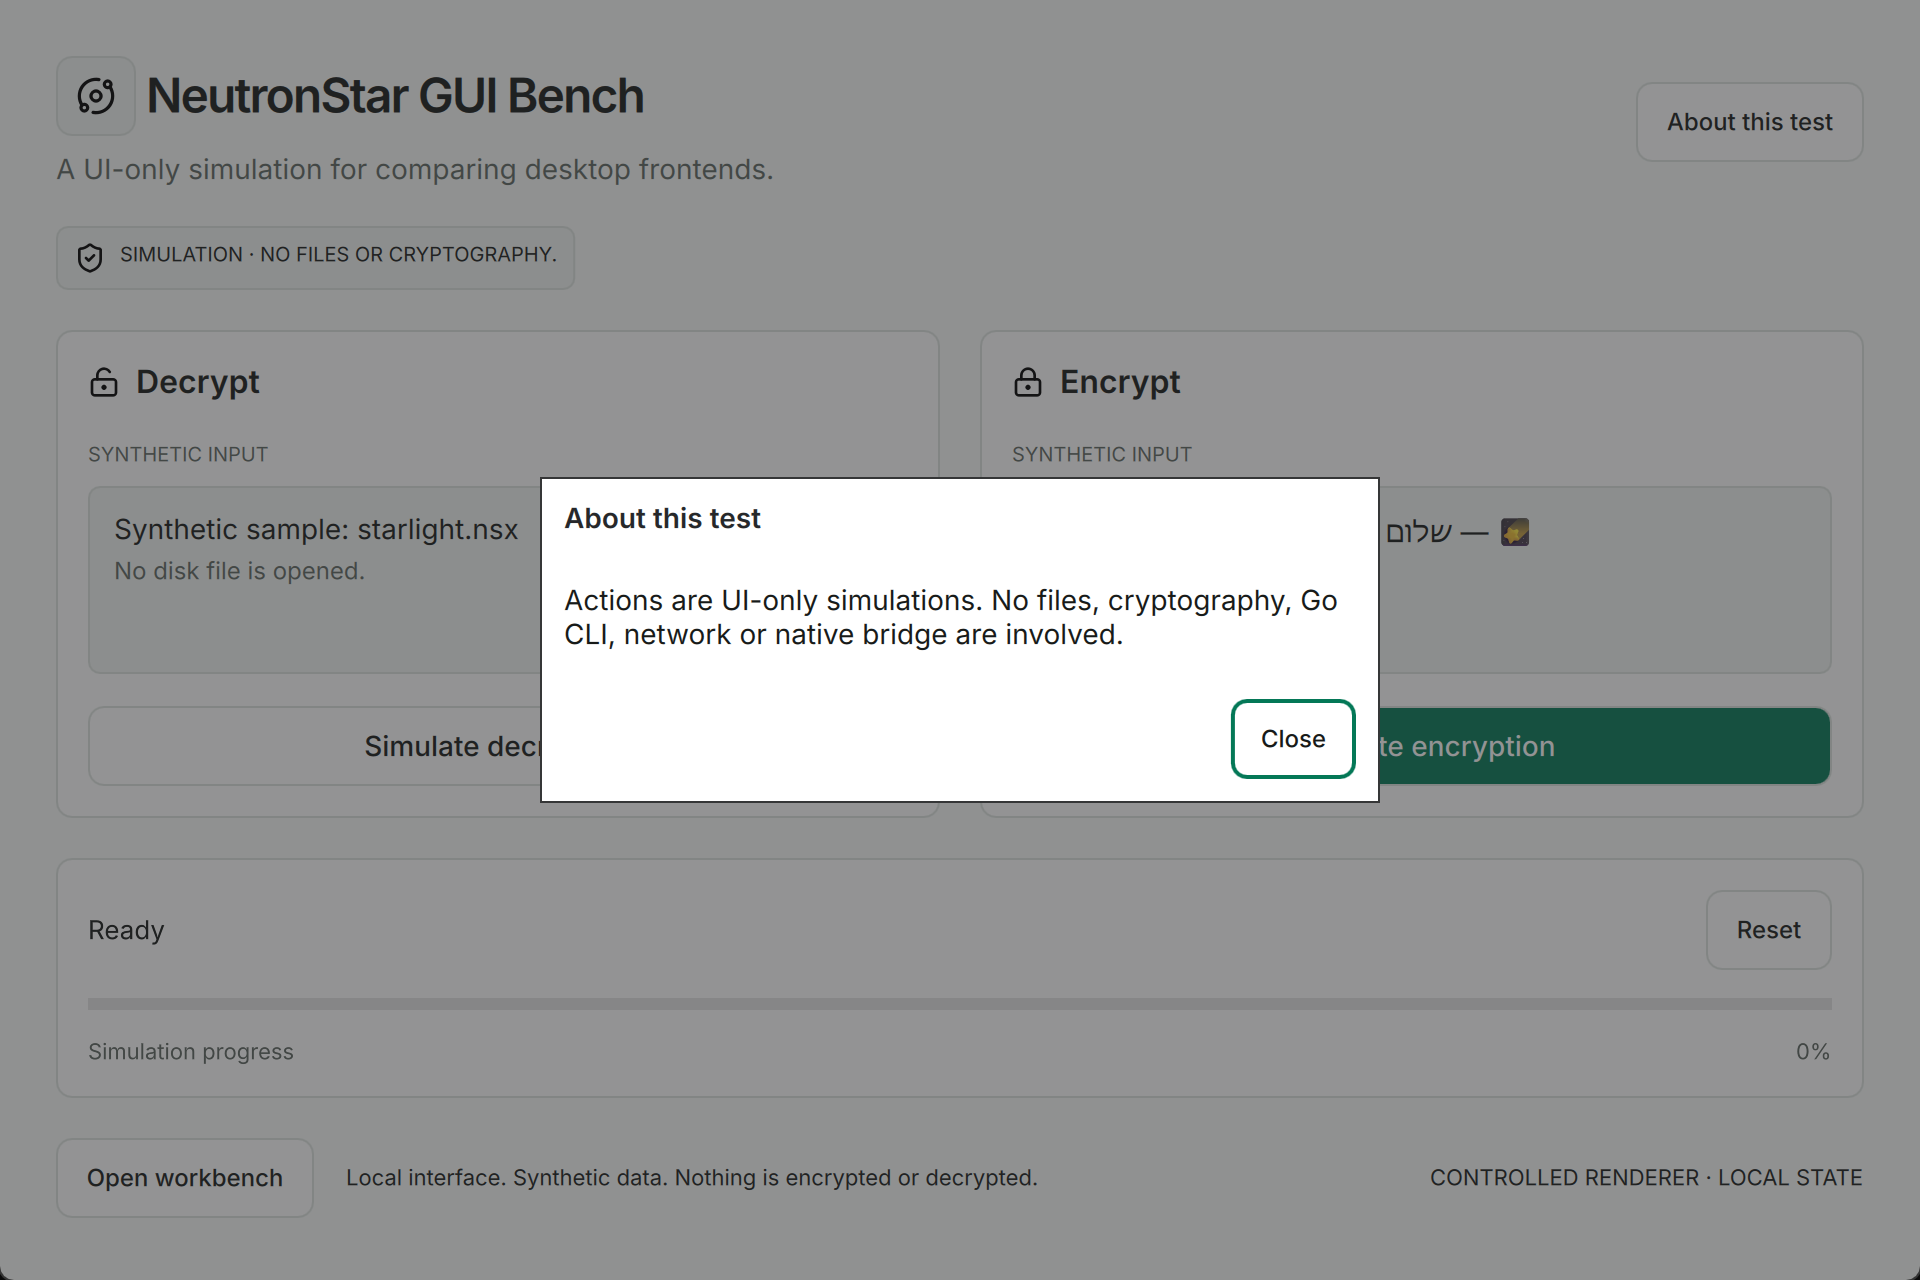 NeutronStar GUI Bench
About this test
A UI-only simulation for comparing desktop frontends.
SIMULATION · NO FILES OR CRYPTOGRAPHY.
Decrypt
SYNTHETIC INPUT
Synthetic sample: starlight.nsx
No disk file is opened.
Simulate
Encrypt
SYNTHETIC INPUT
שלום — 🌠
encryption
About this test
Actions are UI-only simulations. No files, cryptography, Go
CLI, network or native bridge are involved.
Close
Ready
Reset
Simulation progress
0%
Open workbench
Local interface. Synthetic data. Nothing is encrypted or decrypted.
CONTROLLED RENDERER · LOCAL STATE